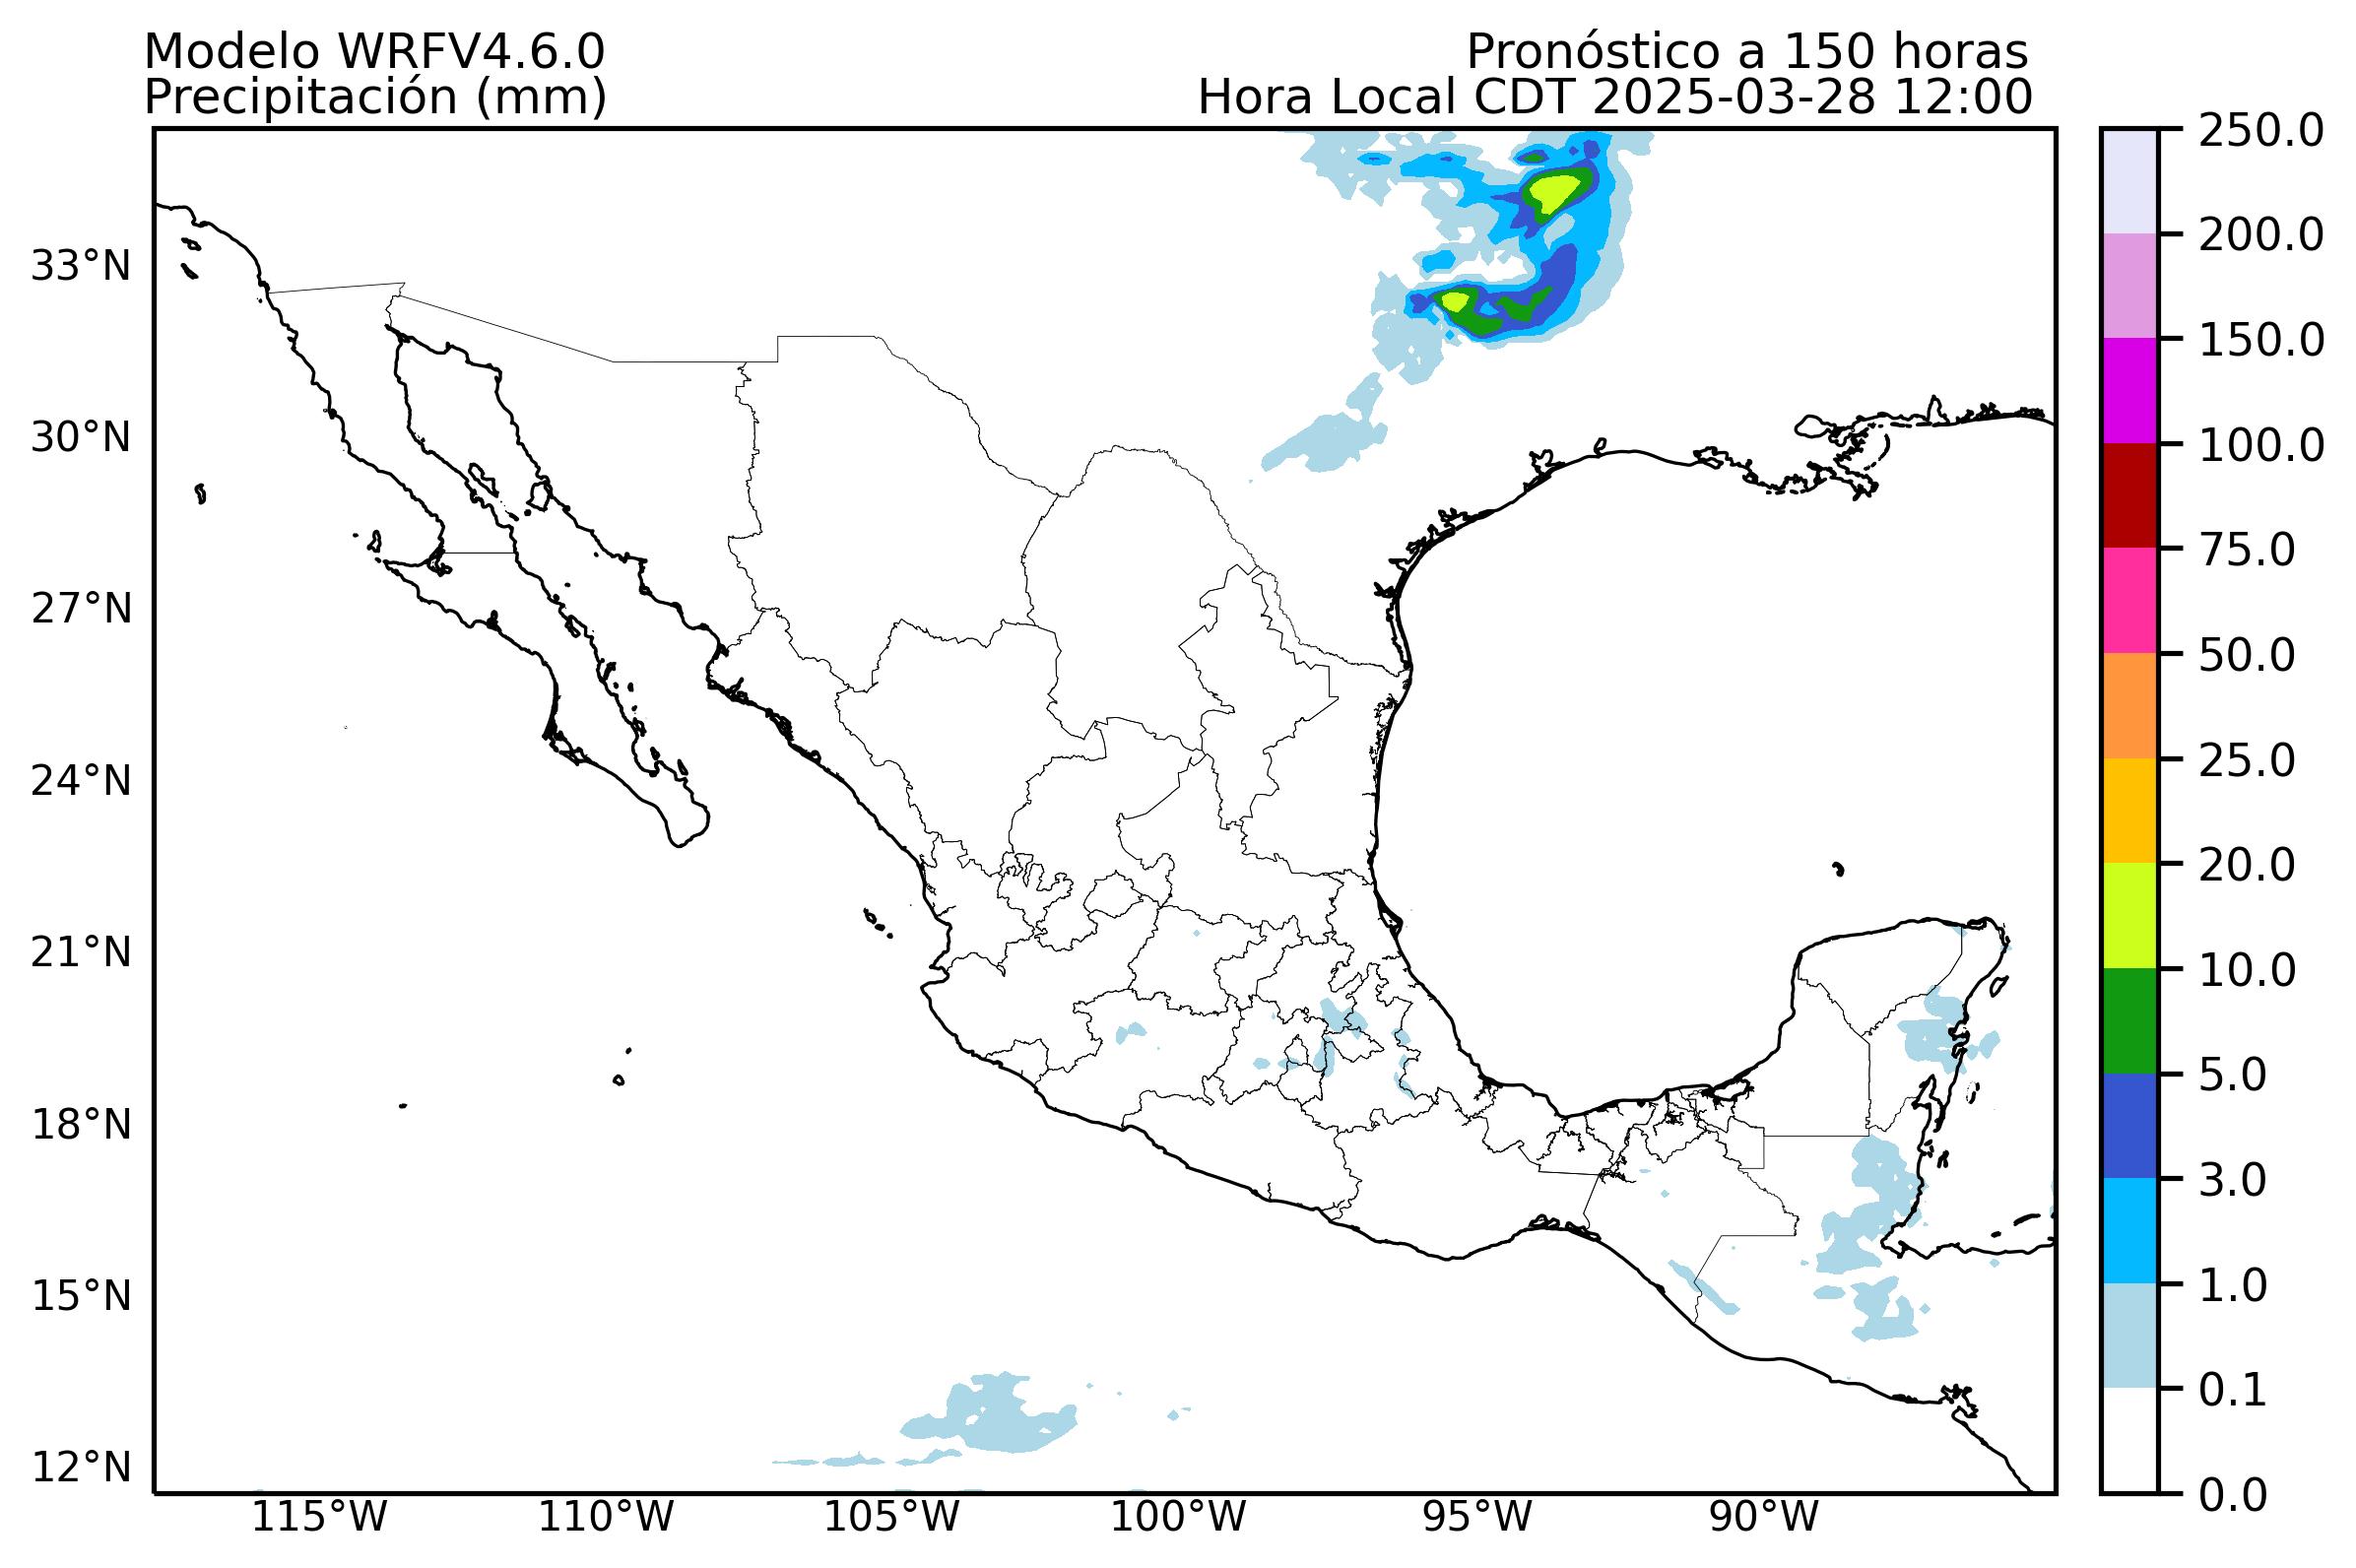 Modelo WRFV4.6.0
Precipitación (mm)
Pronóstico a 150 horas
Hora Local CDT 2025-03-28 12:00
33°N
30°N
27°N
24°N
21°N
18°N
15°N
12°N
115°W
110°W
105°W
100°W
95°W
90°W
250.0
200.0
150.0
100.0
75.0
50.0
25.0
20.0
10.0
5.0
3.0
1.0
0.1
0.0